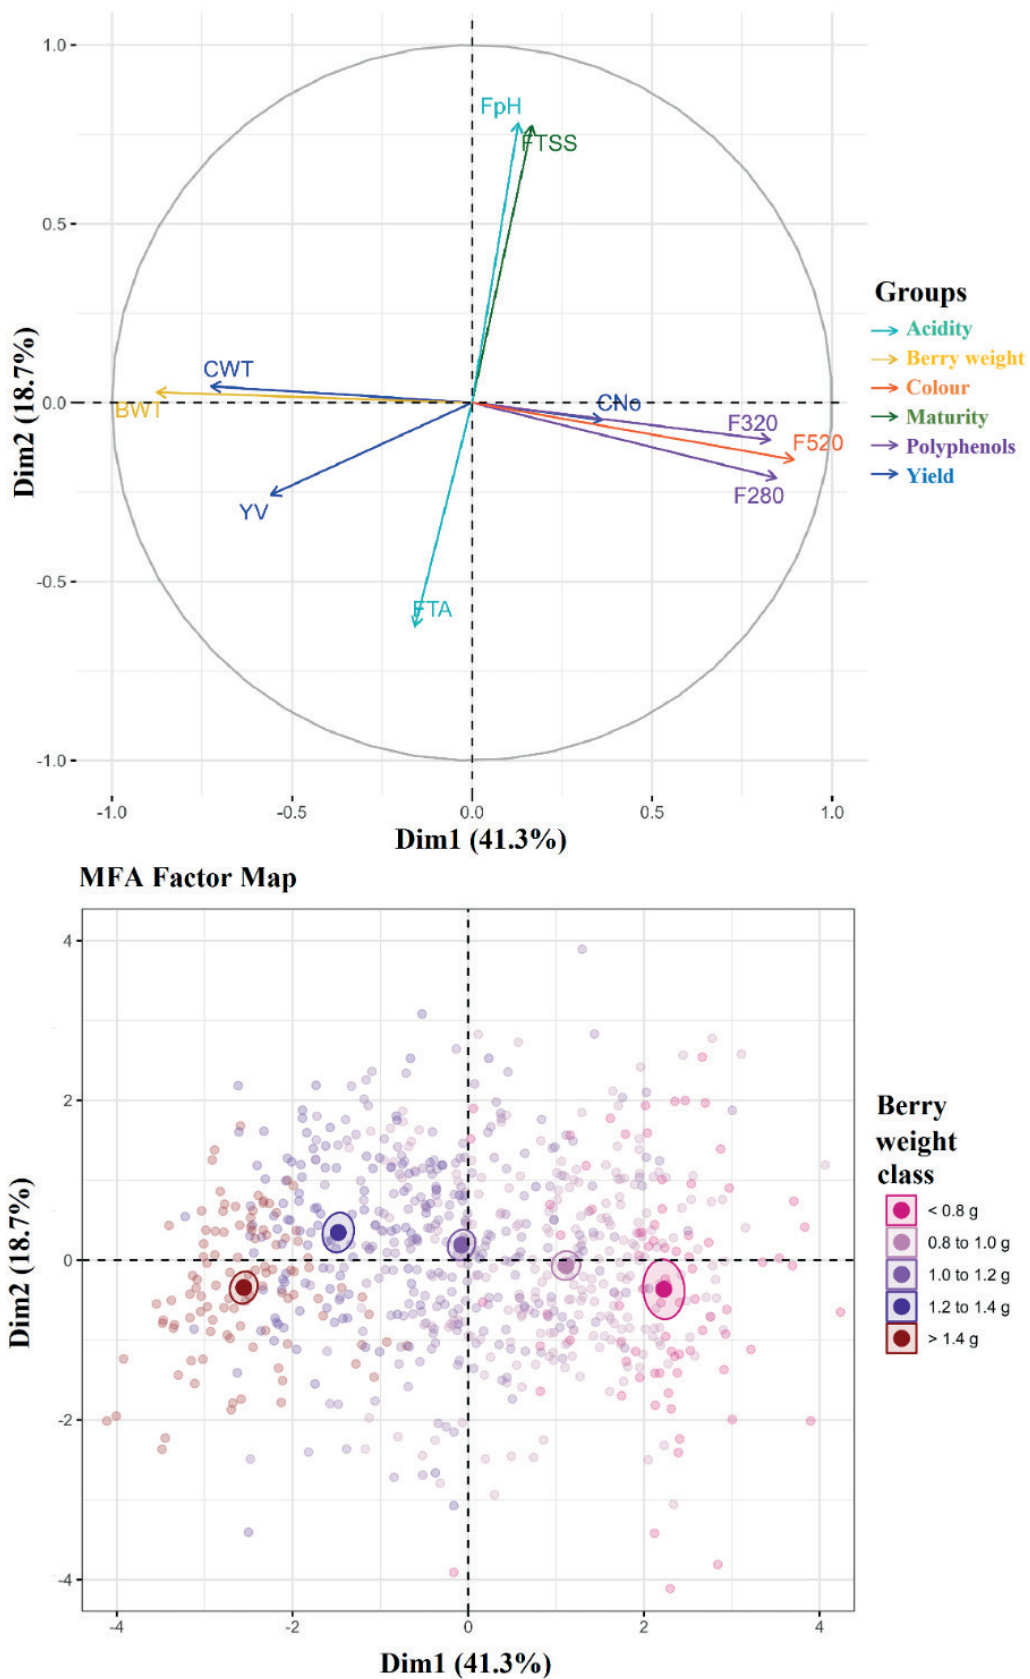 1.0
0.5
0.0
-0.5
-1.0
Dim2 (18.7%)
FpH
FTSS
CWT
BWT
YV
FTA
CNo
F320
F520
F280
-1.0 -0.5 0.0 0.5 1.0
Dim1 (41.3%)
Groups
Acidity
Berry weight
Colour
Maturity
Polyphenols
Yield
MFA Factor Map
4
2
0
-2
-4
Dim2 (18.7%)
-4 -2 0 2 4
Dim1 (41.3%)
Berry
weight
class
< 0.8 g
0.8 to 1.0 g
1.0 to 1.2 g
1.2 to 1.4 g
> 1.4 g